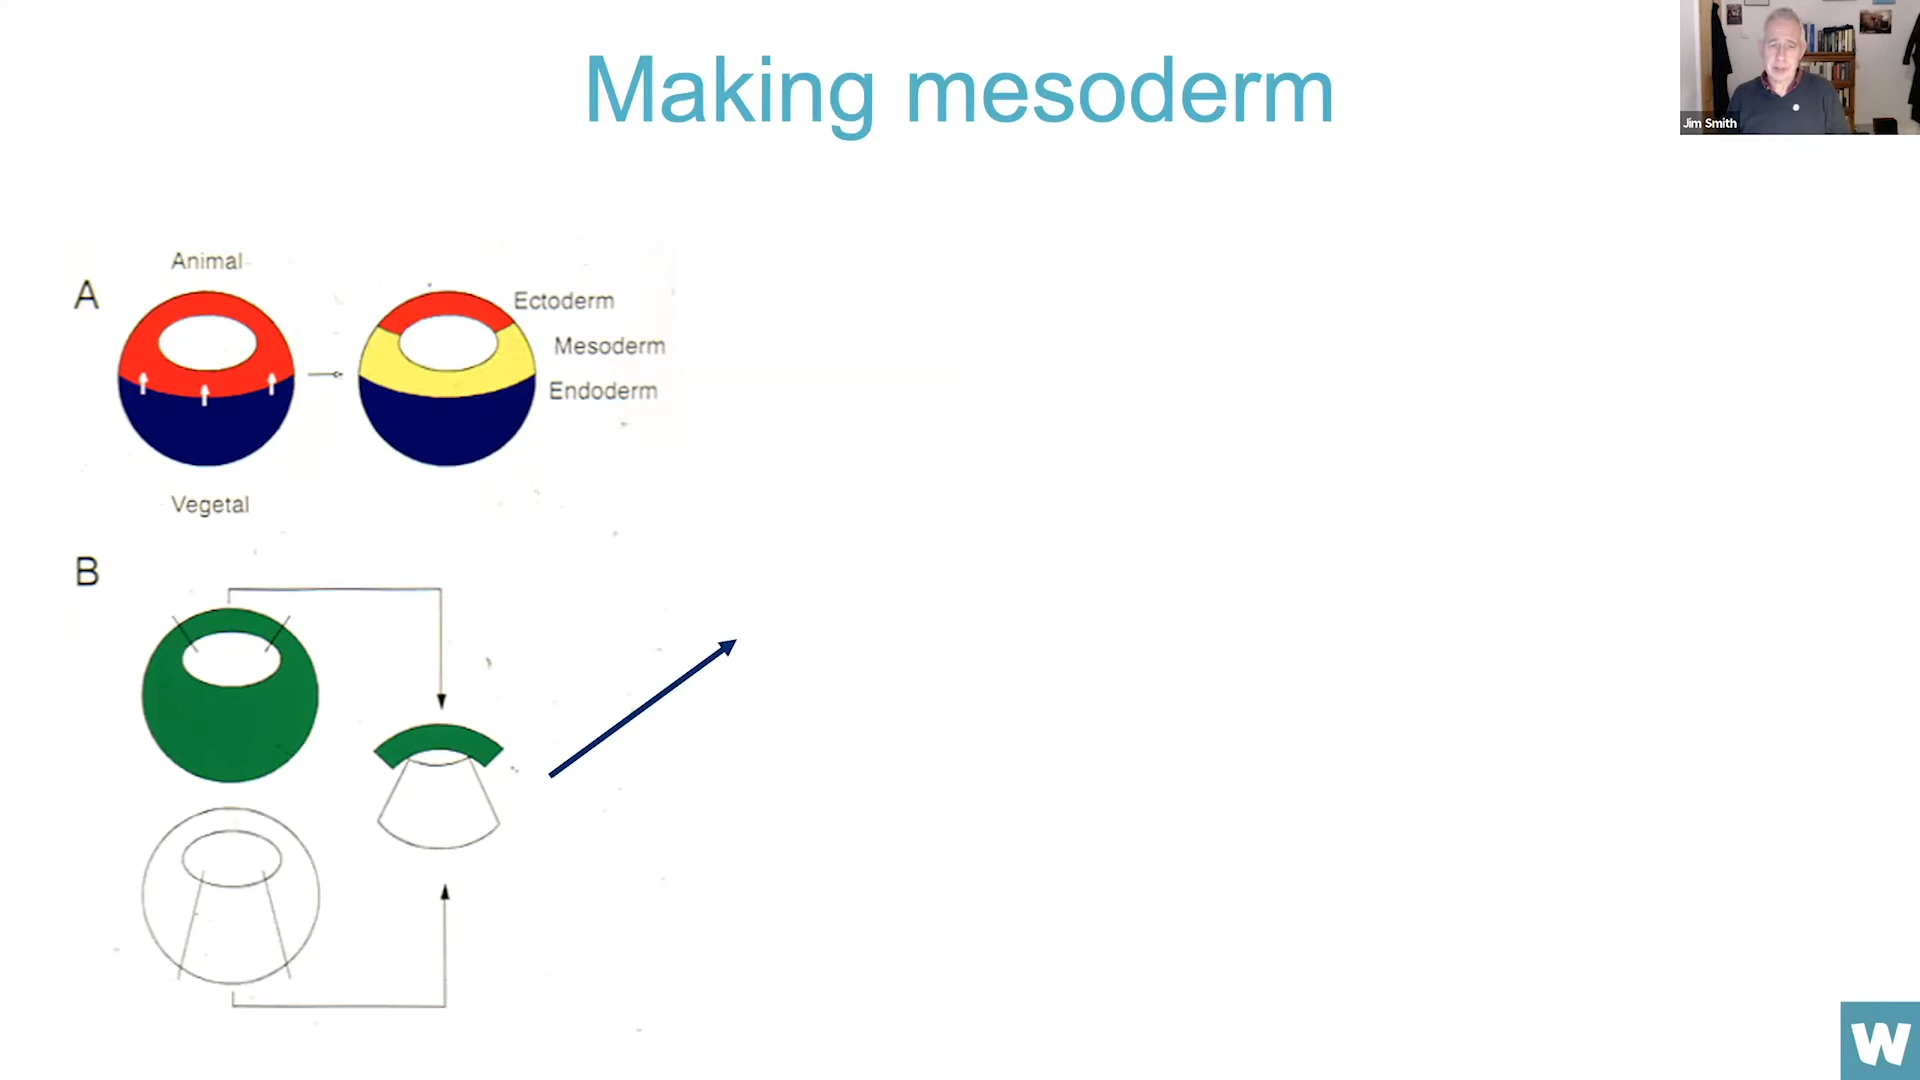 Making mesoderm
Jim Smith
A
Animal
Ectoderm
Mesoderm
Endoderm
Vegetal
B
W